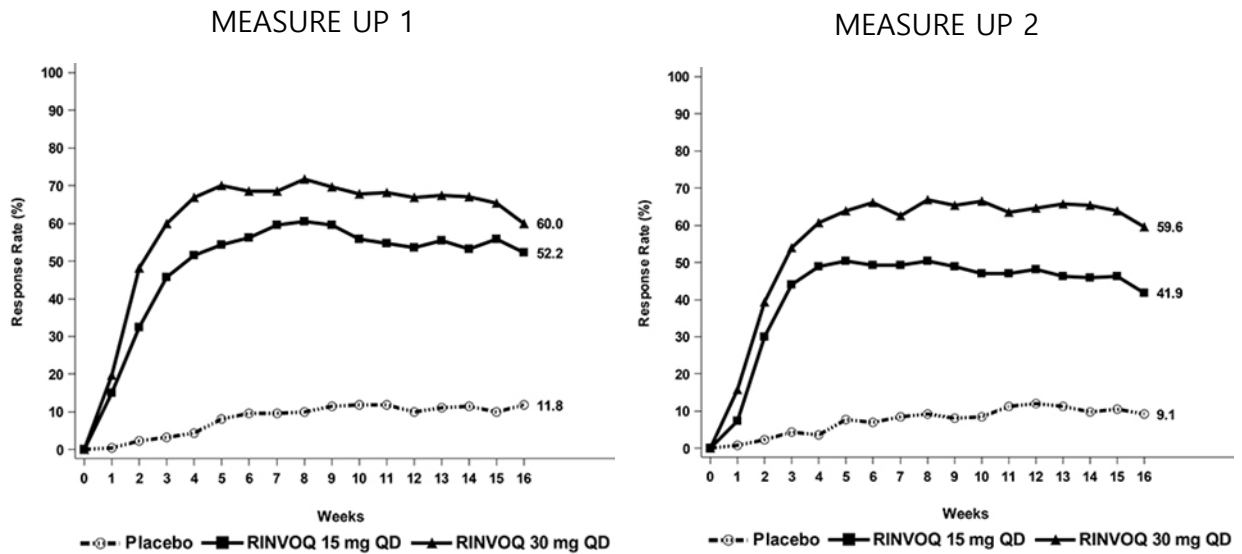 MEASURE UP 1
100
90
80
70
60
50
40
30
20
10
0
Response Rate (%)
60.0
52.2
11.8
0 1 2 3 4 5 6 7 8 9 10 11 12 13 14 15 16
Weeks
Placebo RINVOQ 15 mg QD RINVOQ 30 mg QD
MEASURE UP 2
100
90
80
70
60
50
40
30
20
10
0
Response Rate (%)
59.6
41.9
9.1
0 1 2 3 4 5 6 7 8 9 10 11 12 13 14 15 16
Weeks
Placebo RINVOQ 15 mg QD RINVOQ 30 mg QD